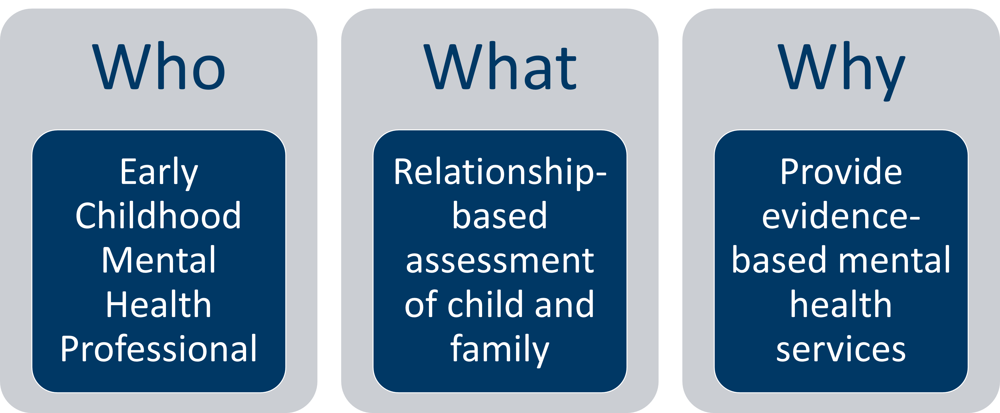 Who
Early
Childhood
Mental
Health
Professional
What
Relationship-
based
assessment
of child and
family
Why
Provide
evidence-
based mental
health
services